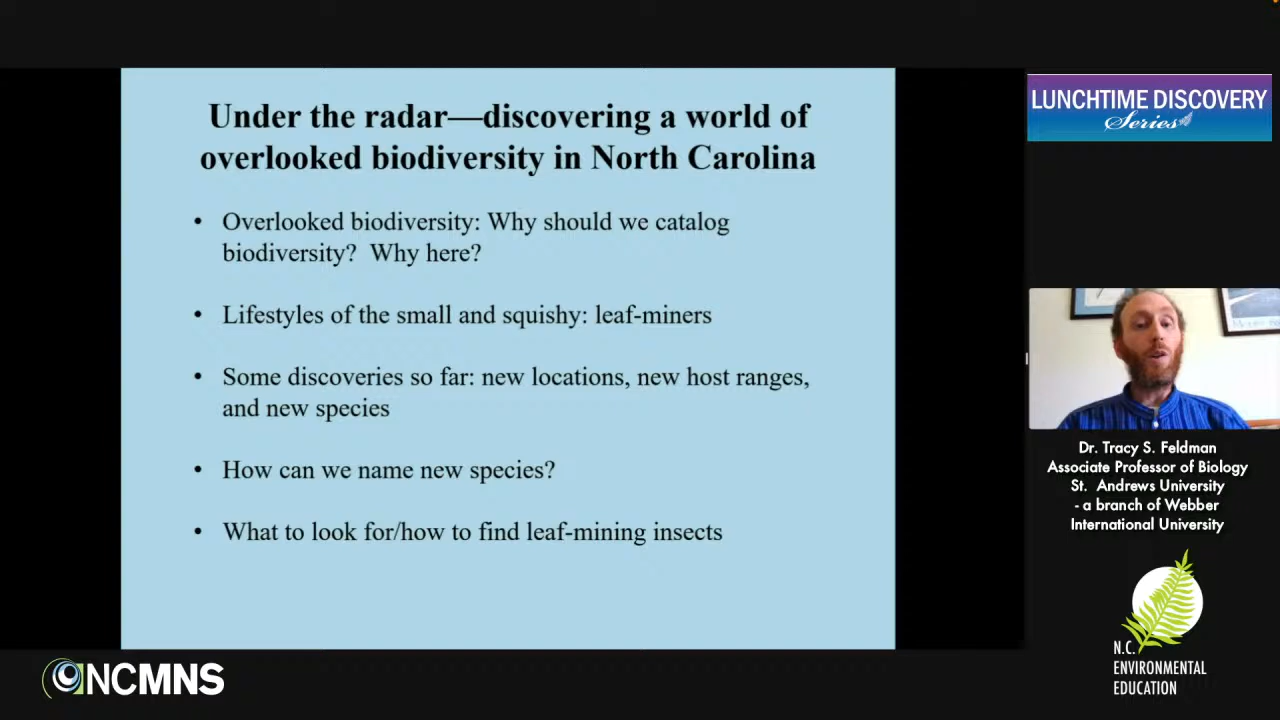 Under the radar—discovering a world of
overlooked biodiversity in North Carolina
• Overlooked biodiversity: Why should we catalog
biodiversity?  Why here?
• Lifestyles of the small and squishy: leaf-miners
• Some discoveries so far: new locations, new host ranges,
and new species
• How can we name new species?
• What to look for/how to find leaf-mining insects
LUNCHTIME DISCOVERY
Series
Dr. Tracy S. Feldman
Associate Professor of Biology
St.  Andrews University
- a branch of Webber
International University
N.C.
ENVIRONMENTAL
EDUCATION
NCMNS